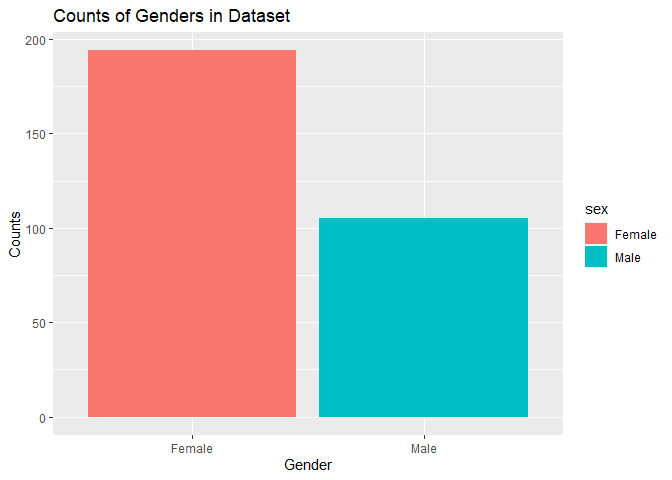 Counts of Genders in Dataset
200
150
100
50
0
Counts
Female
Male
Gender
sex
Female
Male